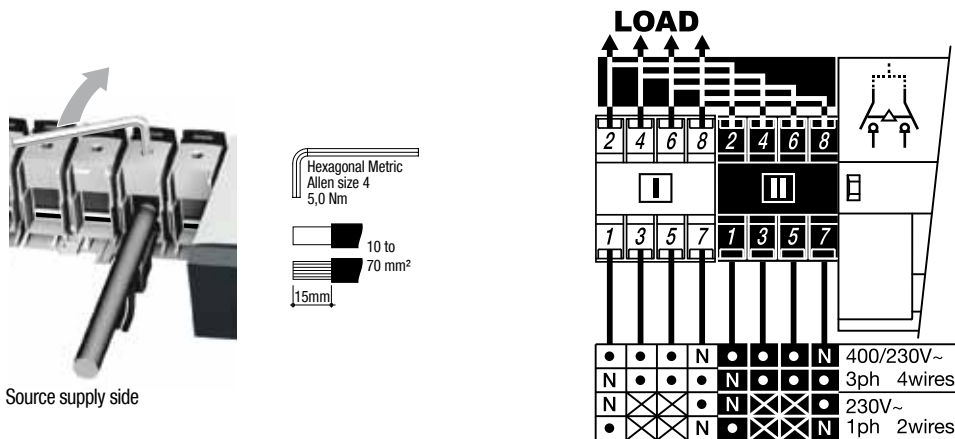 LOAD
2 4 6 8 2 4 6 8
I II
1 3 5 7 1 3 5 7
Hexagonal Metric
Allen size 4
5,0 Nm
10 to
70 mm²
15mm
Source supply side
N N 400/230V~
N N 3ph 4wires
N N 230V~
N N 1ph 2wires